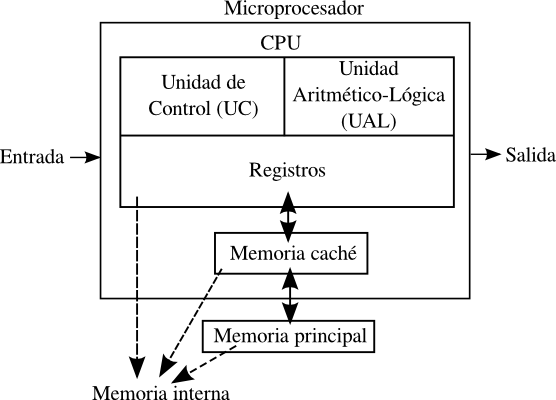 Microprocesador
CPU
Unidad de
Control (UC)
Unidad
Aritmético-Lógica
(UAL)
Entrada
Registros
Salida
Memoria caché
Memoria principal
Memoria interna